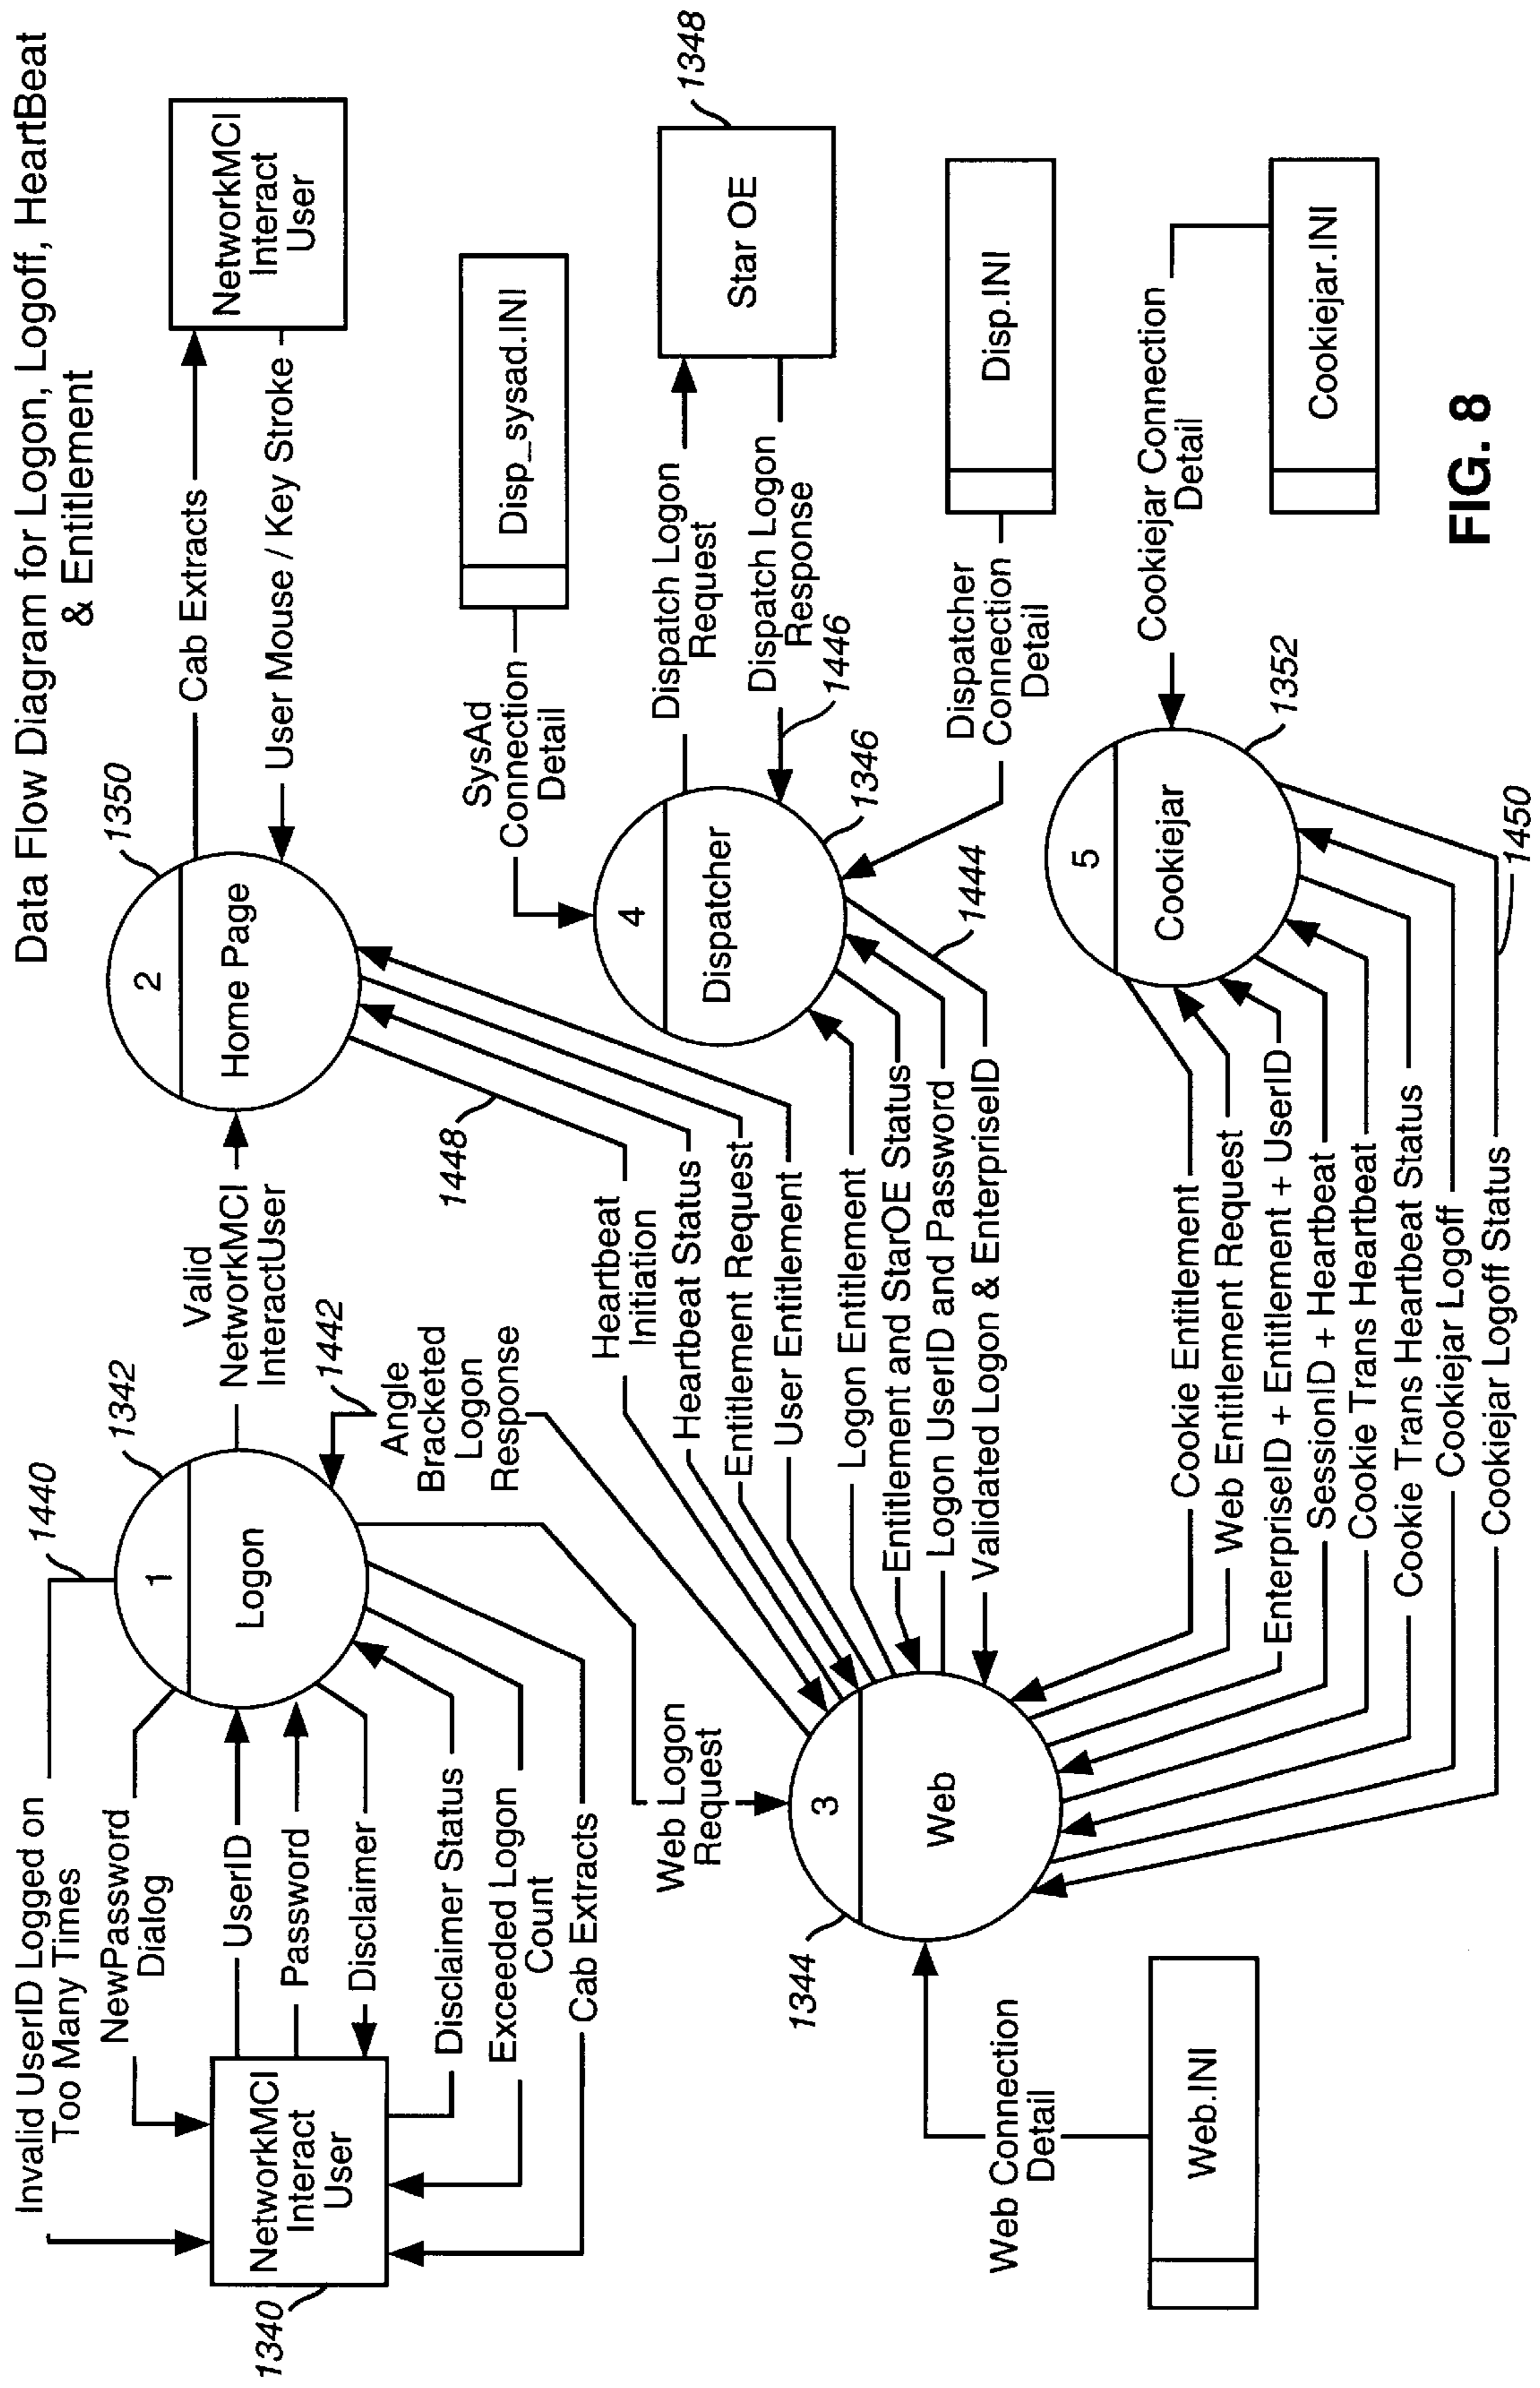 Data Flow Diagram for Logon, Logoff, HeartBeat
& Entitlement
Invalid UserID Logged on
Too Many Times
1440
NewPassword
Dialog
UserID
Password
Disclaimer
Disclaimer Status
Exceeded Logon
Count
Cab Extracts
NetworkMCI
Interact
User
1340
1
Logon
1342
Valid
NetworkMCI
InteractUser
1442
Angle
Bracketed
Logon
Response
Web Logon
Request
2
Home Page
1350
Cab Extracts
User Mouse / Key Stroke
NetworkMCI
Interact
User
1448
Heartbeat
Initiation
Heartbeat Status
Entitlement Request
User Entitlement
SysAd
Connection
Detail
Disp_sysad.INI
4
Dispatcher
1346
Dispatch Logon
Request
Dispatch Logon
Response
1446
Star OE
1348
Dispatcher
Connection
Detail
Disp.INI
1444
Logon Entitlement
Entitlement and StarOE Status
Logon UserID and Password
Validated Logon & EnterpriseID
3
Web
1344
Web Connection
Detail
Web.INI
5
Cookiejar
1352
Cookiejar Connection
Detail
Cookiejar.INI
Cookie Entitlement
Web Entitlement Request
EnterpriseID + Entitlement + UserID
SessionID + Heartbeat
Cookie Trans Heartbeat
Cookie Trans Heartbeat Status
Cookiejar Logoff
Cookiejar Logoff Status
1450
FIG. 8